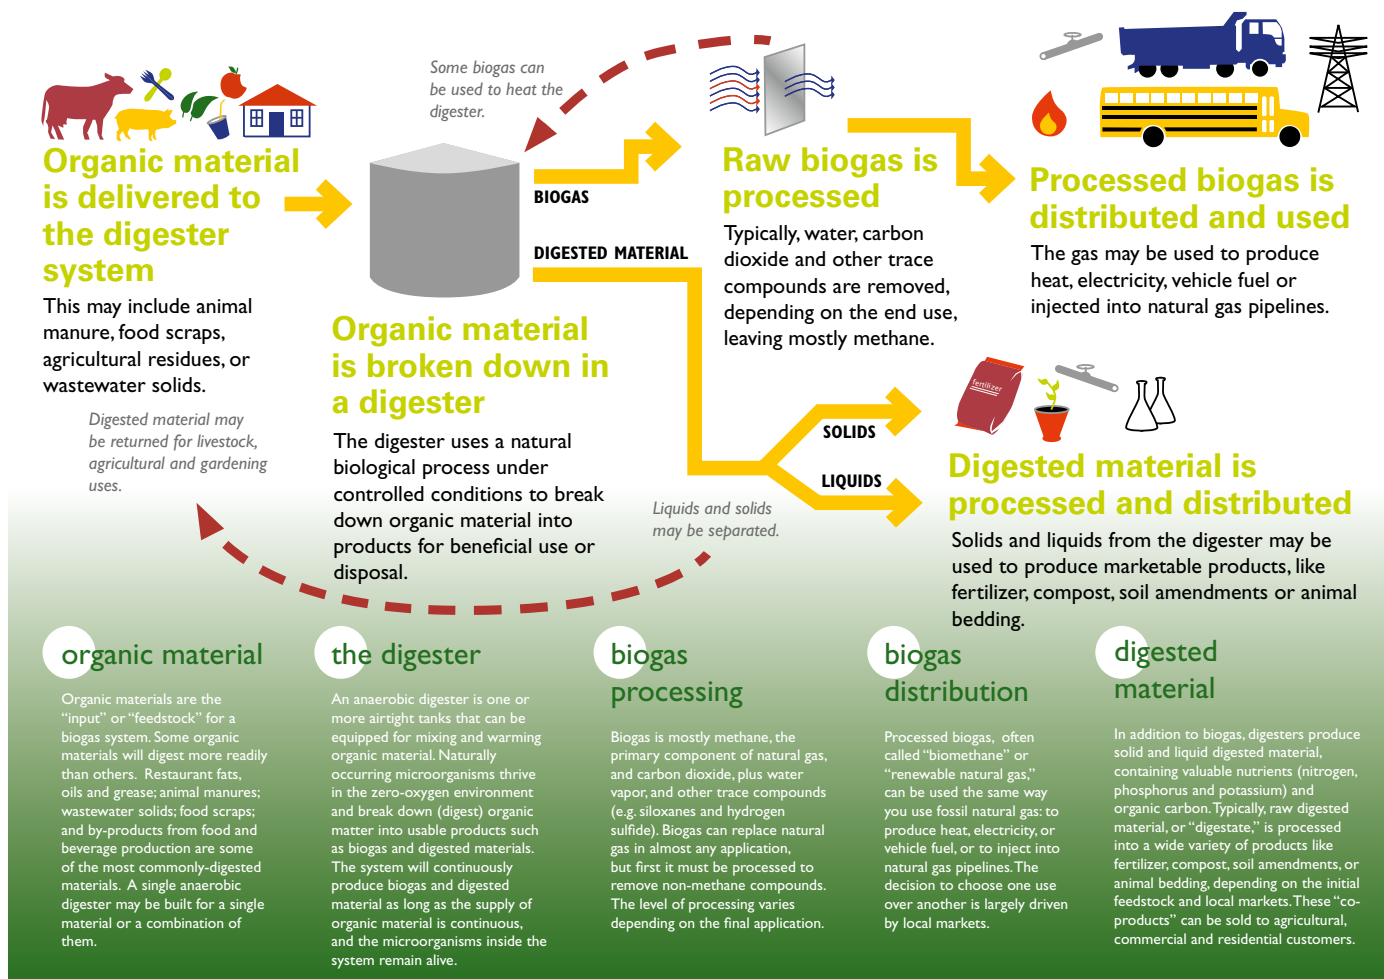 Some biogas can
be used to heat the
digester.
Organic material
is delivered to
the digester
system
This may include animal
manure, food scraps,
agricultural residues, or
wastewater solids.
Digested material may
be returned for livestock,
agricultural and gardening
uses.
BIOGAS
DIGESTED MATERIAL
Organic material
is broken down in
a digester
The digester uses a natural
biological process under
controlled conditions to break
down organic material into
products for beneficial use or
disposal.
Raw biogas is
processed
Typically, water, carbon
dioxide and other trace
compounds are removed,
depending on the end use,
leaving mostly methane.
Processed biogas is
distributed and used
The gas may be used to produce
heat, electricity, vehicle fuel or
injected into natural gas pipelines.
SOLIDS
LIQUIDS
Liquids and solids
may be separated.
fertilizer
Digested material is
processed and distributed
Solids and liquids from the digester may be
used to produce marketable products, like
fertilizer, compost, soil amendments or animal
bedding.
organic material
Organic materials are the
“input” or “feedstock” for a
biogas system. Some organic
materials will digest more readily
than others. Restaurant fats,
oils and grease; animal manures;
wastewater solids; food scraps;
and by-products from food and
beverage production are some
of the most commonly-digested
materials. A single anaerobic
digester may be built for a single
material or a combination of
them.
the digester
An anaerobic digester is one or
more airtight tanks that can be
equipped for mixing and warming
organic material. Naturally
occurring microorganisms thrive
in the zero-oxygen environment
and break down (digest) organic
matter into usable products such
as biogas and digested materials.
The system will continuously
produce biogas and digested
material as long as the supply of
organic material is continuous,
and the microorganisms inside the
system remain alive.
biogas
processing
Biogas is mostly methane, the
primary component of natural gas,
and carbon dioxide, plus water
vapor, and other trace compounds
(e.g. siloxanes and hydrogen
sulfide). Biogas can replace natural
gas in almost any application,
but first it must be processed to
remove non-methane compounds.
The level of processing varies
depending on the final application.
biogas
distribution
Processed biogas, often
called “biomethane” or
“renewable natural gas,”
can be used the same way
you use fossil natural gas: to
produce heat, electricity, or
vehicle fuel, or to inject into
natural gas pipelines. The
decision to choose one use
over another is largely driven
by local markets.
digested
material
In addition to biogas, digesters produce
solid and liquid digested material,
containing valuable nutrients (nitrogen,
phosphorus and potassium) and
organic carbon. Typically, raw digested
material, or “digestate,” is processed
into a wide variety of products like
fertilizer, compost, soil amendments, or
animal bedding, depending on the initial
feedstock and local markets. These “co-
products” can be sold to agricultural,
commercial and residential customers.